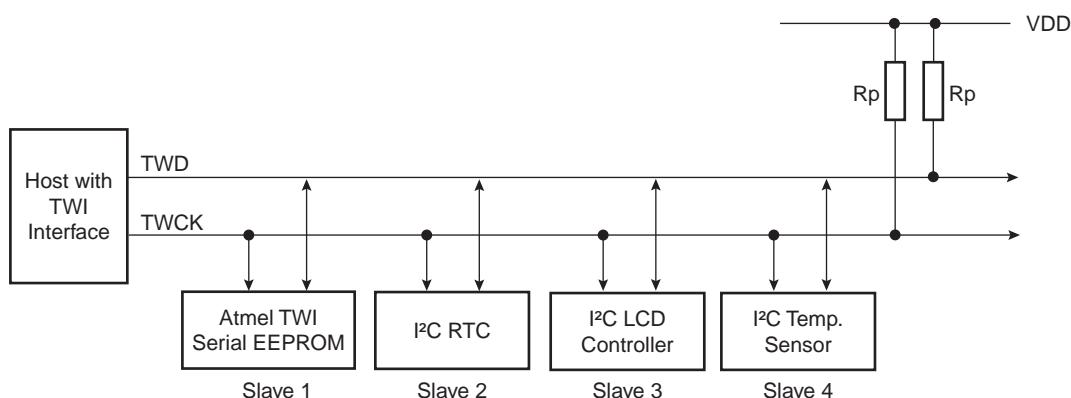 VDD
Rp
Rp
Host with
TWI
Interface
TWD
TWCK
Atmel TWI
Serial EEPROM
I²C RTC
I²C LCD
Controller
I²C Temp.
Sensor
Slave 1
Slave 2
Slave 3
Slave 4